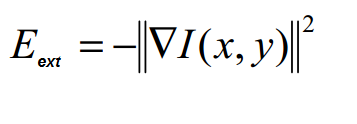 E_ext = −‖∇I(x, y)‖²